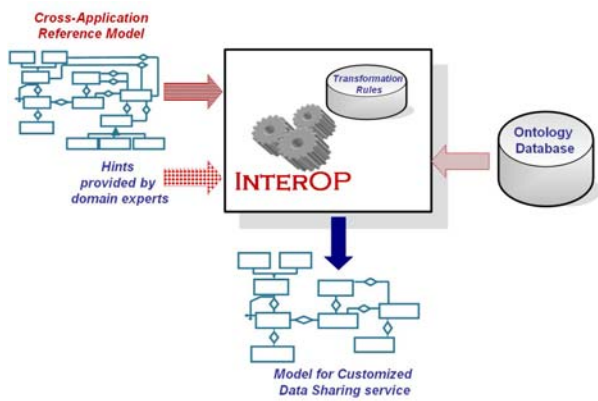 Cross-Application
Reference Model
Transformation
Rules
Ontology
Database
Hints
provided by
domain experts
INTEROP
Model for Customized
Data Sharing service